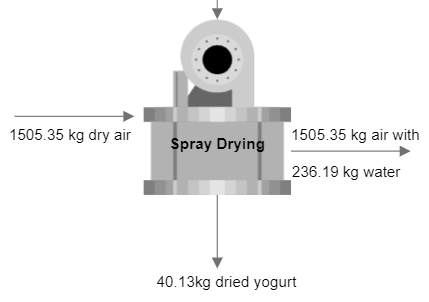 1505.35 kg dry air
Spray Drying
1505.35 kg air with
236.19 kg water
40.13kg dried yogurt